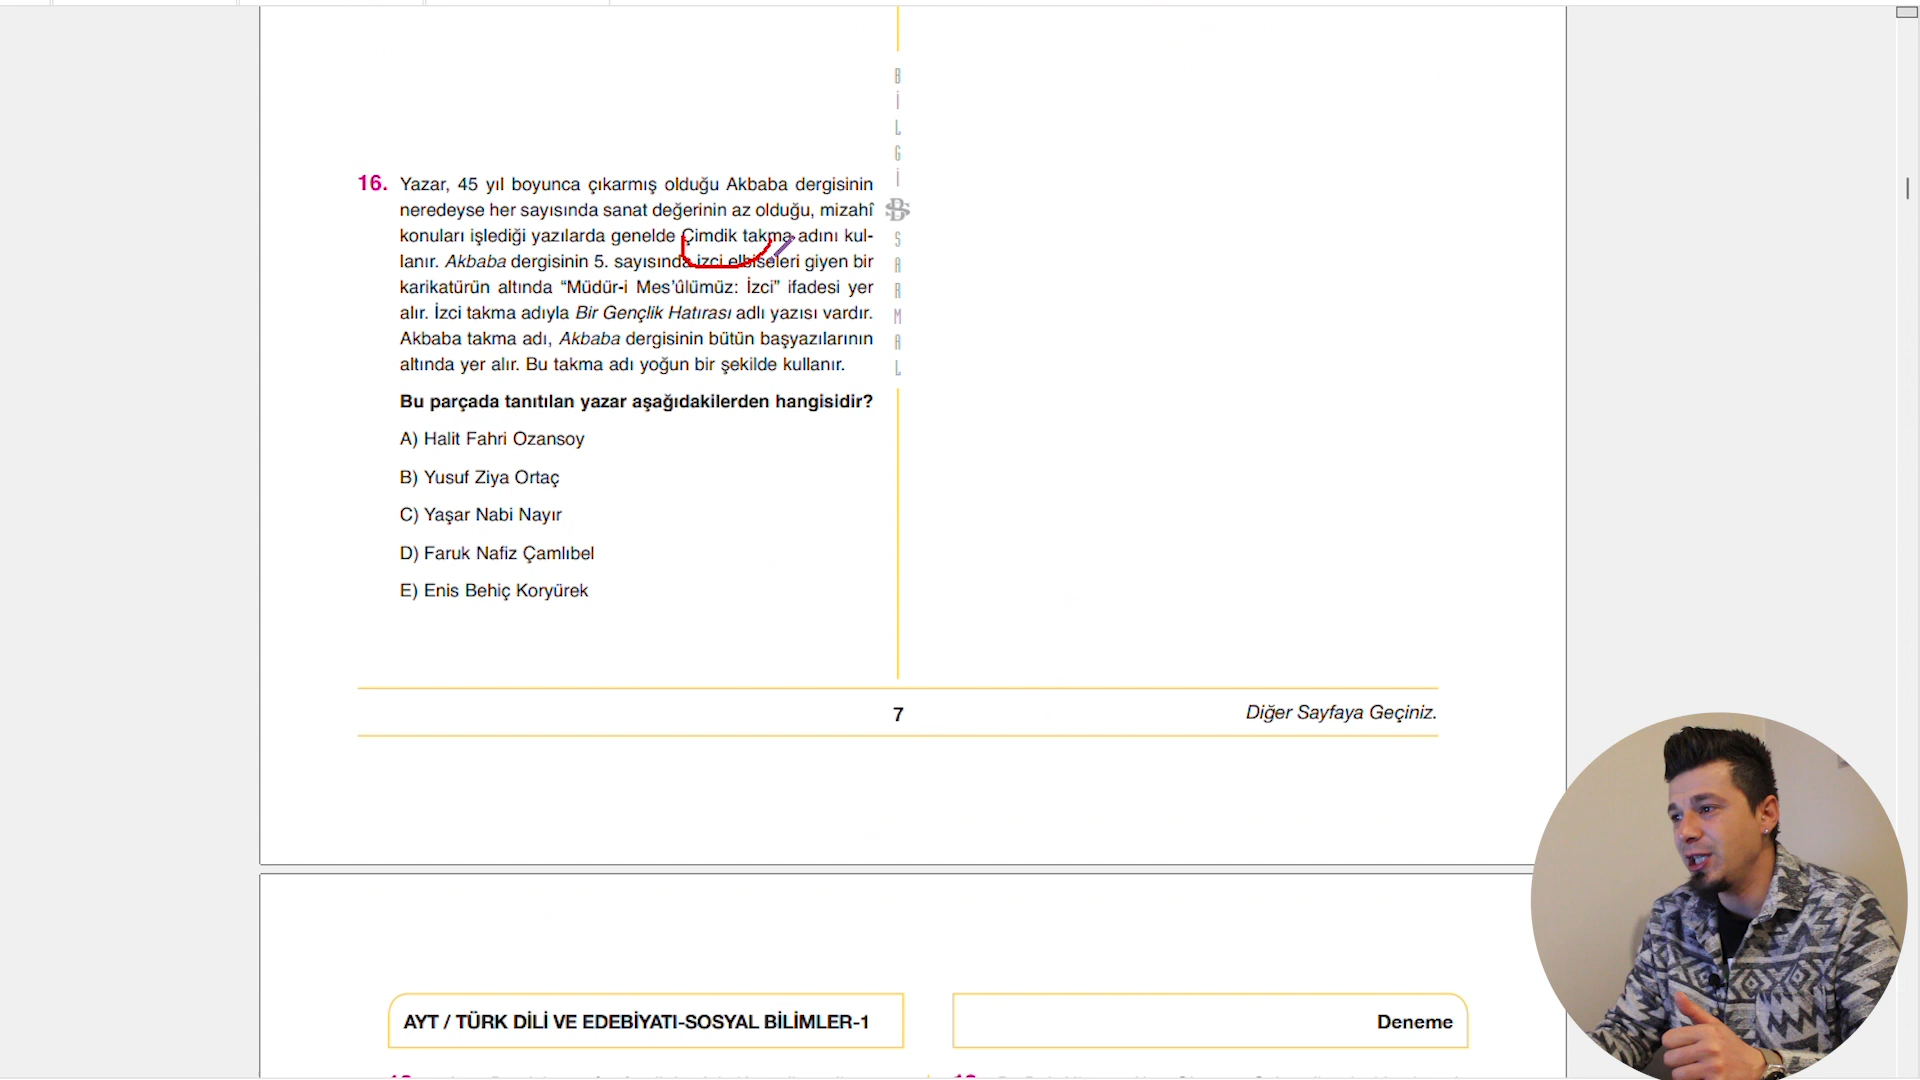 16. Yazar, 45 yıl boyunca çıkarmış olduğu Akbaba dergisinin
neredeyse her sayısında sanat değerinin az olduğu, mizahî
konuları işlediği yazılarda genelde Çimdik takma adını kul-
lanır. Akbaba dergisinin 5. sayısında izci elbiseleri giyen bir
karikatürün altında “Müdür-i Mes’ûlümüz: İzci” ifadesi yer
alır. İzci takma adıyla Bir Gençlik Hatırası adlı yazısı vardır.
Akbaba takma adı, Akbaba dergisinin bütün başyazılarının
altında yer alır. Bu takma adı yoğun bir şekilde kullanır.
Bu parçada tanıtılan yazar aşağıdakilerden hangisidir?
A) Halit Fahri Ozansoy
B) Yusuf Ziya Ortaç
C) Yaşar Nabi Nayır
D) Faruk Nafiz Çamlıbel
E) Enis Behiç Koryürek
BİLGİ SARMAL
7
Diğer Sayfaya Geçiniz.
AYT / TÜRK DİLİ VE EDEBİYATI-SOSYAL BİLİMLER-1
Deneme